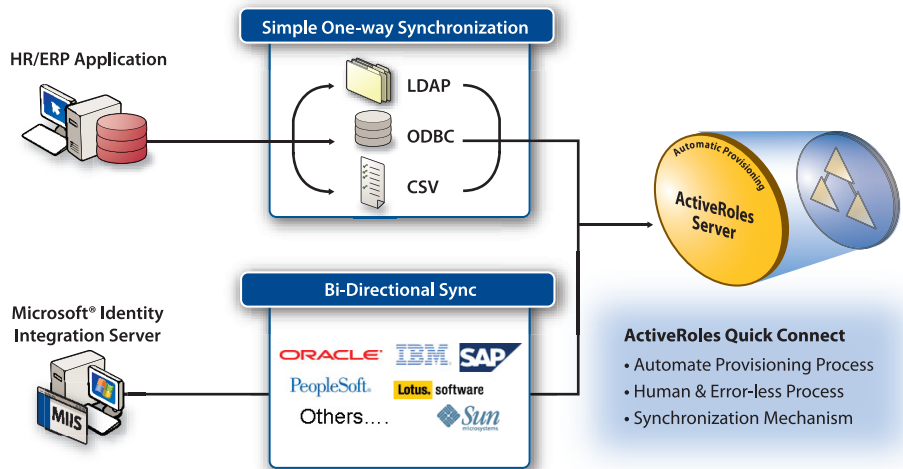 Simple One-way Synchronization
HR/ERP Application
LDAP
ODBC
CSV
Automatic Provisioning
ActiveRoles
Server
Bi-Directional Sync
Microsoft® Identity
Integration Server
MIIS
ORACLE®
IBM®
SAP
PeopleSoft®
Lotus. software
Others....
Sun
microsystems
ActiveRoles Quick Connect
• Automate Provisioning Process
• Human & Error-less Process
• Synchronization Mechanism